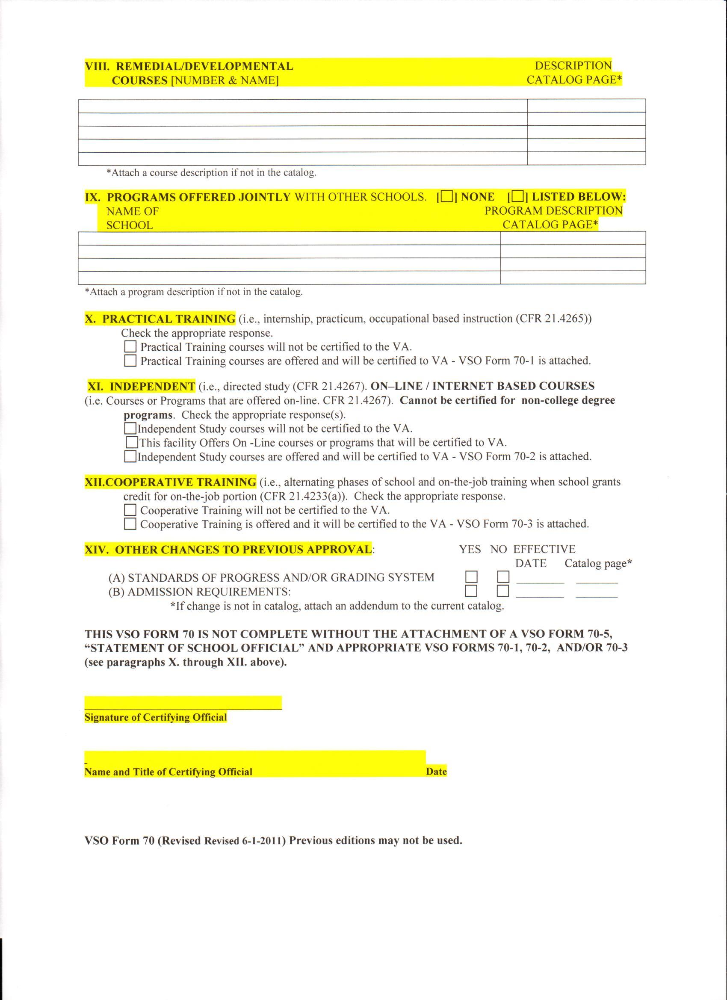 VIII. REMEDIAL/DEVELOPMENTAL DESCRIPTION
COURSES [NUMBER & NAME] CATALOG PAGE*
*Attach a course description if not in the catalog.
IX. PROGRAMS OFFERED JOINTLY WITH OTHER SCHOOLS. [☐] NONE [☐] LISTED BELOW:
NAME OF PROGRAM DESCRIPTION
SCHOOL CATALOG PAGE*
*Attach a program description if not in the catalog.
X. PRACTICAL TRAINING (i.e., internship, practicum, occupational based instruction (CFR 21.4265))
Check the appropriate response.
☐ Practical Training courses will not be certified to the VA.
☐ Practical Training courses are offered and will be certified to VA - VSO Form 70-1 is attached.
XI. INDEPENDENT (i.e., directed study (CFR 21.4267). ON–LINE / INTERNET BASED COURSES
(i.e. Courses or Programs that are offered on-line. CFR 21.4267). Cannot be certified for non-college degree
programs. Check the appropriate response(s).
☐Independent Study courses will not be certified to the VA.
☐This facility Offers On -Line courses or programs that will be certified to VA.
☐Independent Study courses are offered and will be certified to VA - VSO Form 70-2 is attached.
XII.COOPERATIVE TRAINING (i.e., alternating phases of school and on-the-job training when school grants
credit for on-the-job portion (CFR 21.4233(a)). Check the appropriate response.
☐ Cooperative Training will not be certified to the VA.
☐ Cooperative Training is offered and it will be certified to the VA - VSO Form 70-3 is attached.
XIV. OTHER CHANGES TO PREVIOUS APPROVAL: YES NO EFFECTIVE
DATE Catalog page*
(A) STANDARDS OF PROGRESS AND/OR GRADING SYSTEM ☐ ☐ ________ _______
(B) ADMISSION REQUIREMENTS: ☐ ☐ ________ _______
*If change is not in catalog, attach an addendum to the current catalog.
THIS VSO FORM 70 IS NOT COMPLETE WITHOUT THE ATTACHMENT OF A VSO FORM 70-5,
“STATEMENT OF SCHOOL OFFICIAL” AND APPROPRIATE VSO FORMS 70-1, 70-2, AND/OR 70-3
(see paragraphs X. through XII. above).
Signature of Certifying Official
Name and Title of Certifying Official Date
VSO Form 70 (Revised Revised 6-1-2011) Previous editions may not be used.